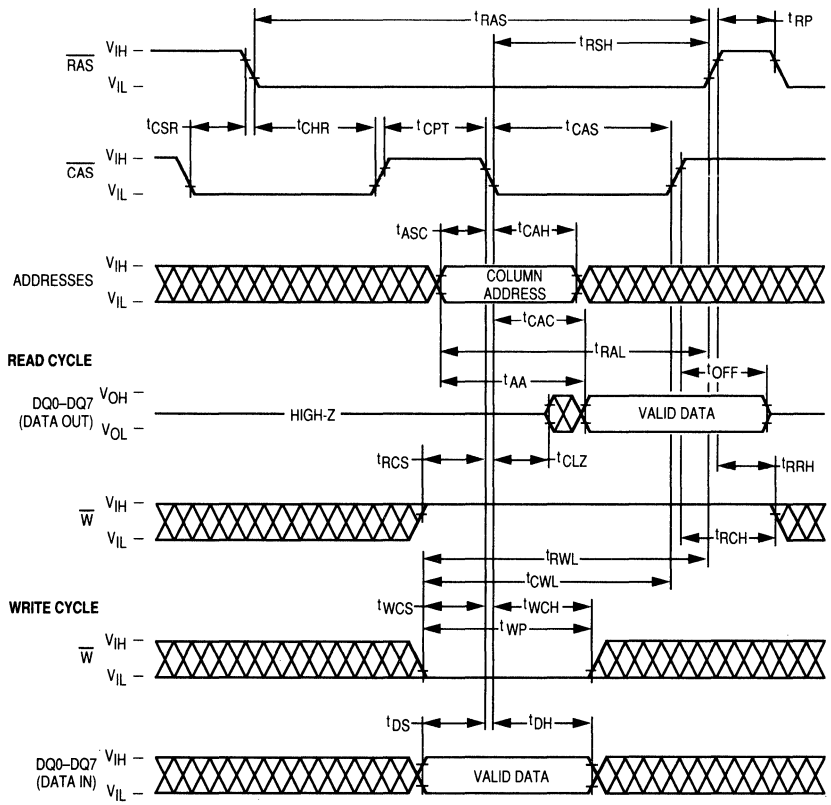 tRAS tRP
tRSH
RAS VIH
VIL
tCSR tCHR tCPT tCAS
CAS VIH
VIL
tASC tCAH
ADDRESSES VIH COLUMN
VIL ADDRESS
tCAC
READ CYCLE tRAL
tAA tOFF
DQ0–DQ7 VOH HIGH-Z VALID DATA
(DATA OUT) VOL
tRCS tCLZ tRRH
W VIH
VIL tRCH
tRWL
tCWL
WRITE CYCLE tWCS tWCH
tWP
W VIH
VIL
tDS tDH
DQ0–DQ7 VIH VALID DATA
(DATA IN) VIL